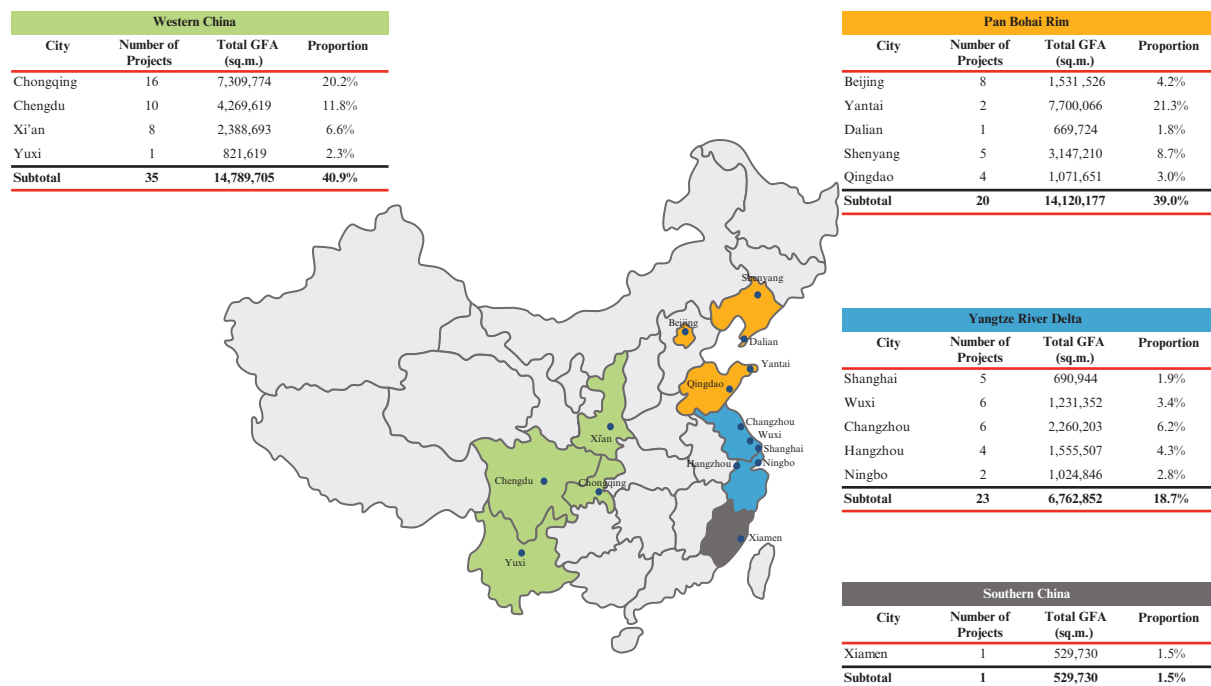 Western China
City Number of Projects Total GFA (sq.m.) Proportion
Chongqing 16 7,309,774 20.2%
Chengdu 10 4,269,619 11.8%
Xi'an 8 2,388,693 6.6%
Yuxi 1 821,619 2.3%
Subtotal 35 14,789,705 40.9%
Pan Bohai Rim
City Number of Projects Total GFA (sq.m.) Proportion
Beijing 8 1,531 ,526 4.2%
Yantai 2 7,700,066 21.3%
Dalian 1 669,724 1.8%
Shenyang 5 3,147,210 8.7%
Qingdao 4 1,071,651 3.0%
Subtotal 20 14,120,177 39.0%
Yangtze River Delta
City Number of Projects Total GFA (sq.m.) Proportion
Shanghai 5 690,944 1.9%
Wuxi 6 1,231,352 3.4%
Changzhou 6 2,260,203 6.2%
Hangzhou 4 1,555,507 4.3%
Ningbo 2 1,024,846 2.8%
Subtotal 23 6,762,852 18.7%
Southern China
City Number of Projects Total GFA (sq.m.) Proportion
Xiamen 1 529,730 1.5%
Subtotal 1 529,730 1.5%
Shenyang
Beijing
Dalian
Yantai
Qingdao
Changzhou
Wuxi
Xi'an
Shanghai
Hangzhou
Ningbo
Chengdu
Chongqing
Xiamen
Yuxi